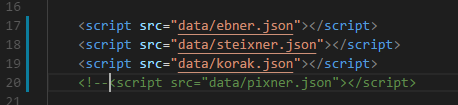 16
17 <script src="data/ebner.json"></script>
18 <script src="data/steixner.json"></script>
19 <script src="data/korak.json"></script>
20 <!--<script src="data/pixner.json"></script>
21